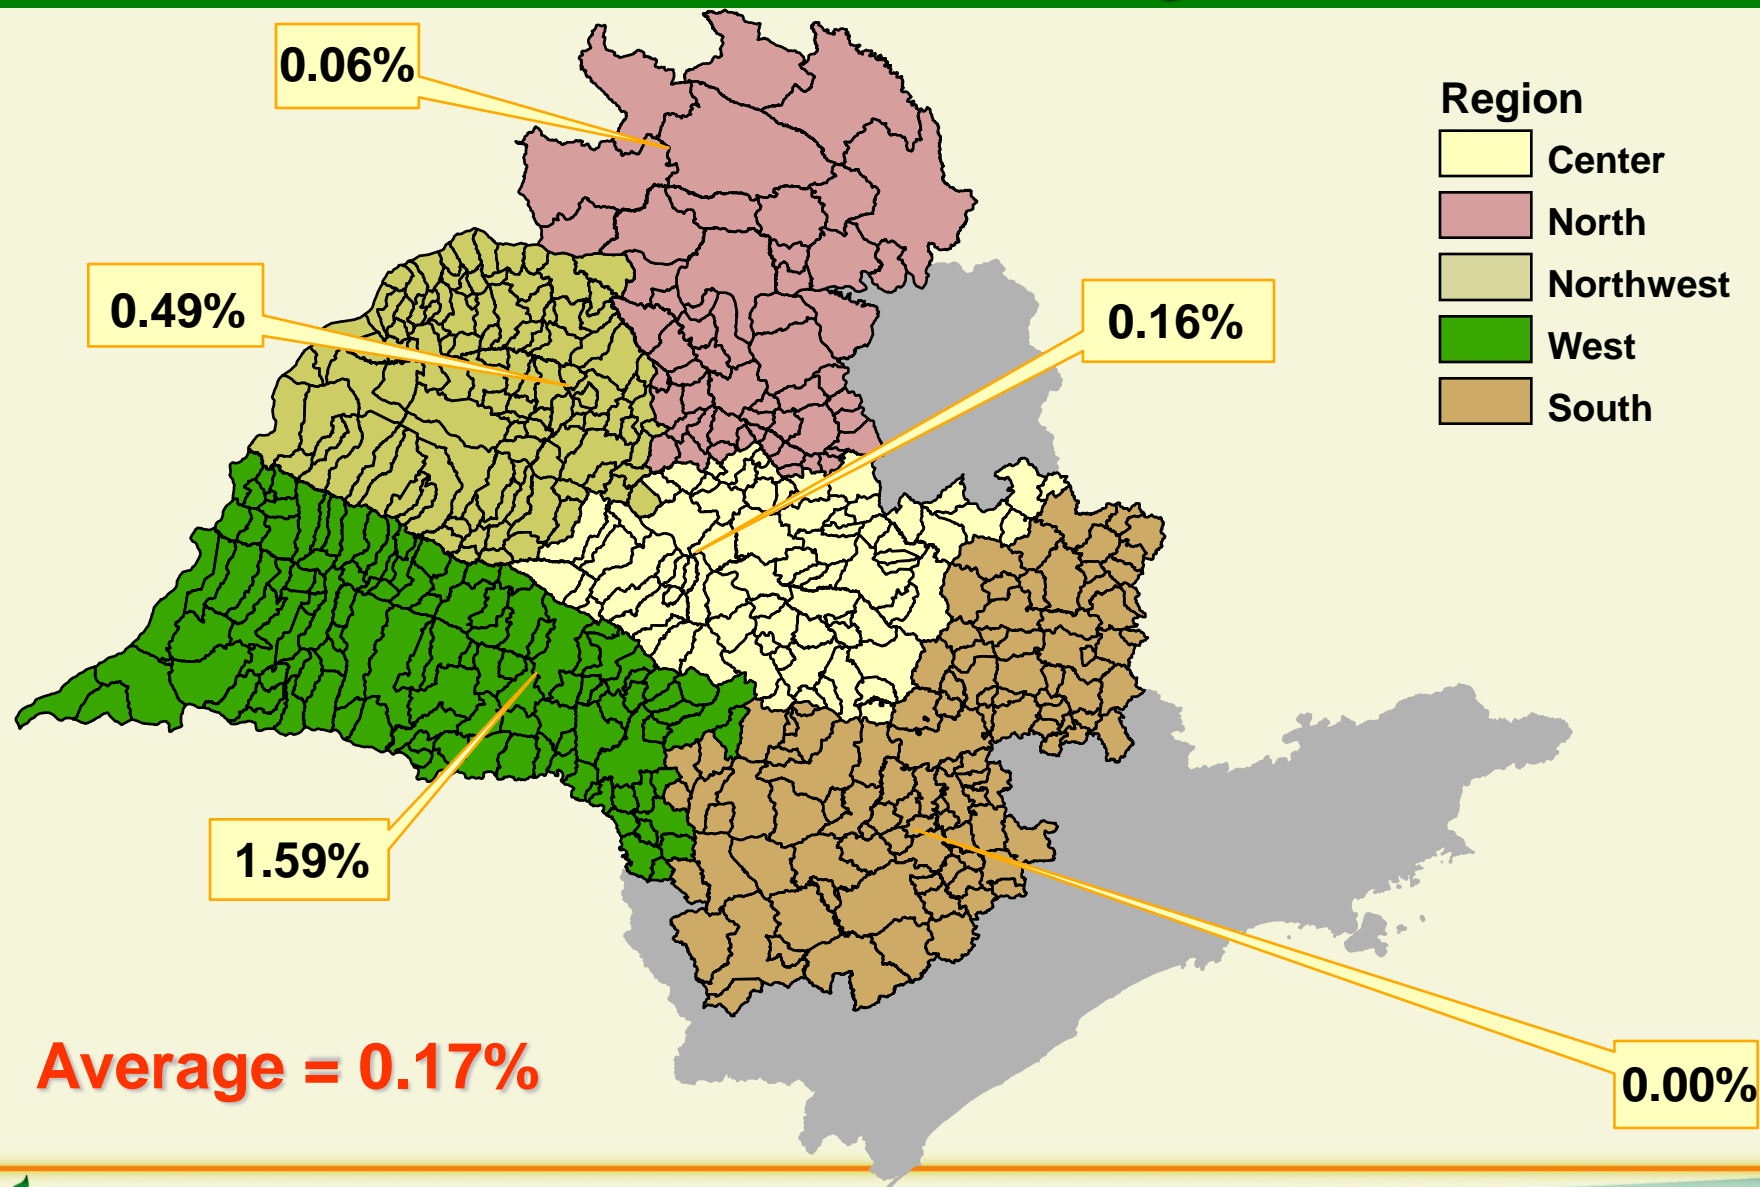 0.06%
Region
Center
North
Northwest
West
South
0.49%
0.16%
1.59%
Average = 0.17%
0.00%